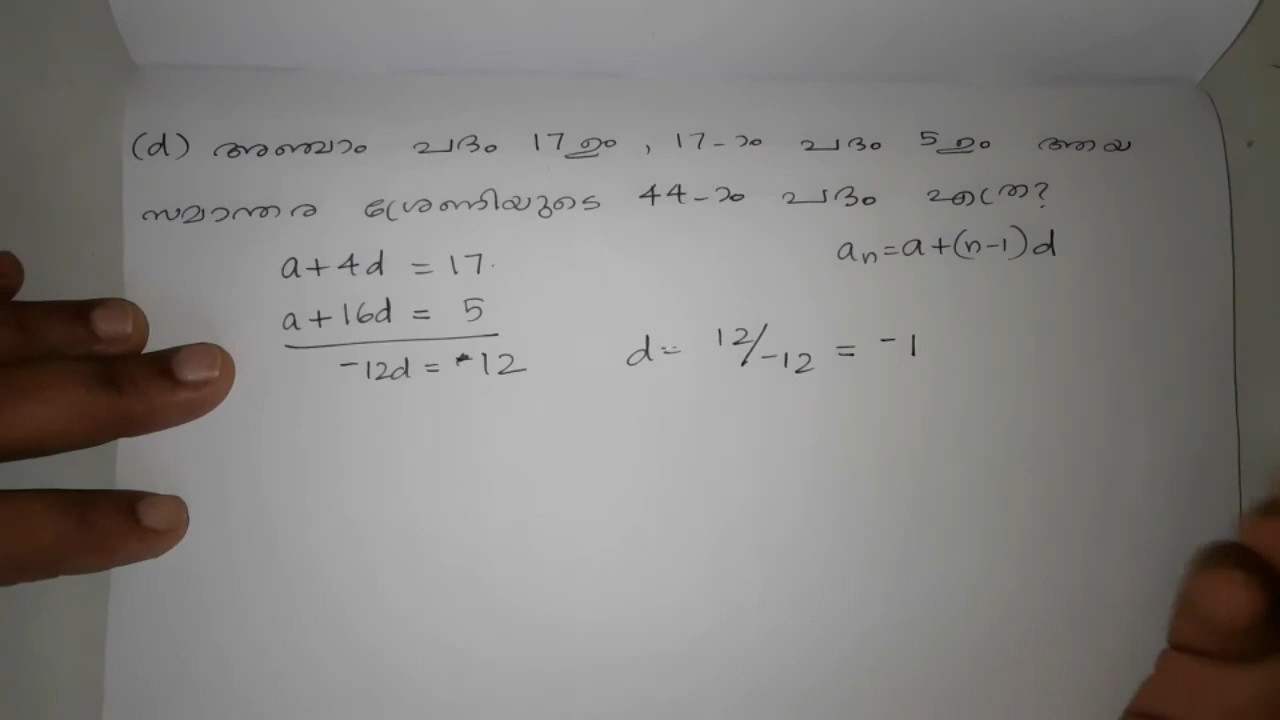 (d) അഞ്ചാം പദം 17ഉം, 17-ാം പദം 5ഉം ആയ
സമാന്തര ശ്രേണിയുടെ 44-ാം പദം എത്ര?
aₙ=a+(n-1)d
a+4d = 17.
a+16d = 5
-12d = 12
d= 12/-12 = -1